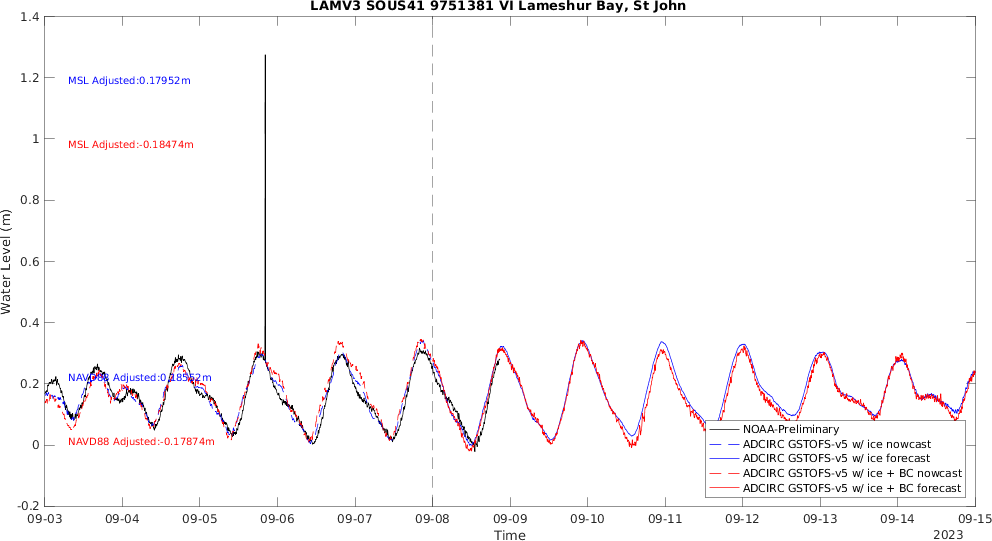 LAMV3 SOUS41 9751381 VI Lameshur Bay, St John
1.4
1.2
1
0.8
0.6
0.4
0.2
0
-0.2
Water Level (m)
MSL Adjusted:0.17952m
MSL Adjusted:-0.18474m
NAVD88 Adjusted:0.18552m
NAVD88 Adjusted:-0.17874m
NOAA-Preliminary
ADCIRC GSTOFS-v5 w/ ice nowcast
ADCIRC GSTOFS-v5 w/ ice forecast
ADCIRC GSTOFS-v5 w/ ice + BC nowcast
ADCIRC GSTOFS-v5 w/ ice + BC forecast
09-03 09-04 09-05 09-06 09-07 09-08 09-09 09-10 09-11 09-12 09-13 09-14 09-15
Time
2023